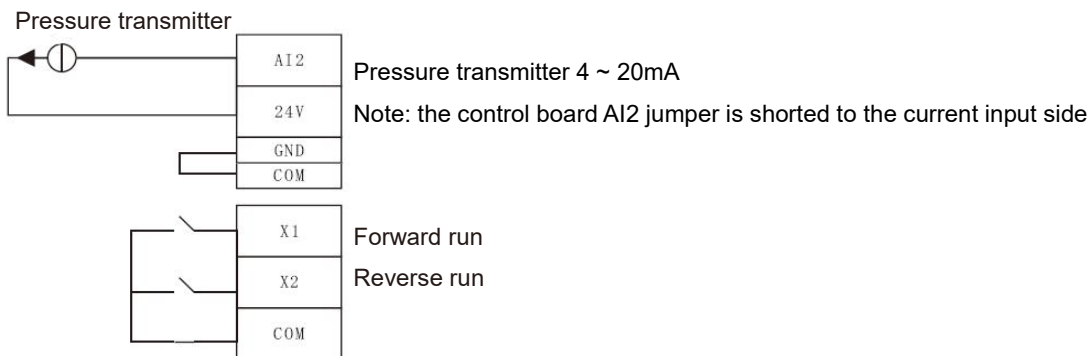 Pressure transmitter
AI2
Pressure transmitter 4 ~ 20mA
24V
Note: the control board AI2 jumper is shorted to the current input side
GND
COM
X1
Forward run
X2
Reverse run
COM